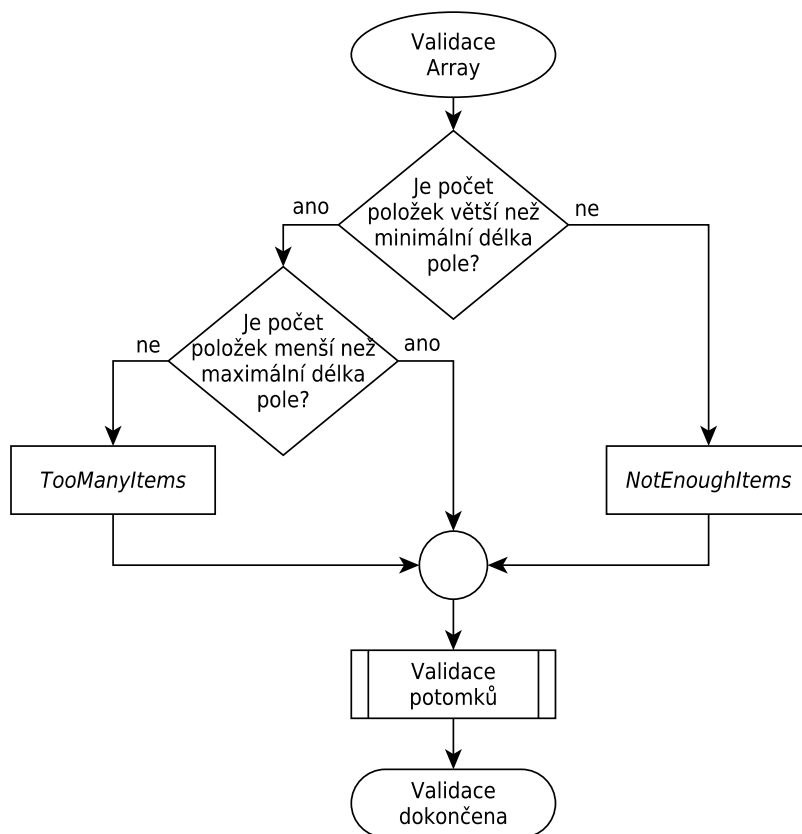 Validace
Array
Je počet
položek větší než
minimální délka
pole?
ano
ne
Je počet
položek menší než
maximální délka
pole?
ne
ano
TooManyItems
NotEnoughItems
Validace
potomků
Validace
dokončena